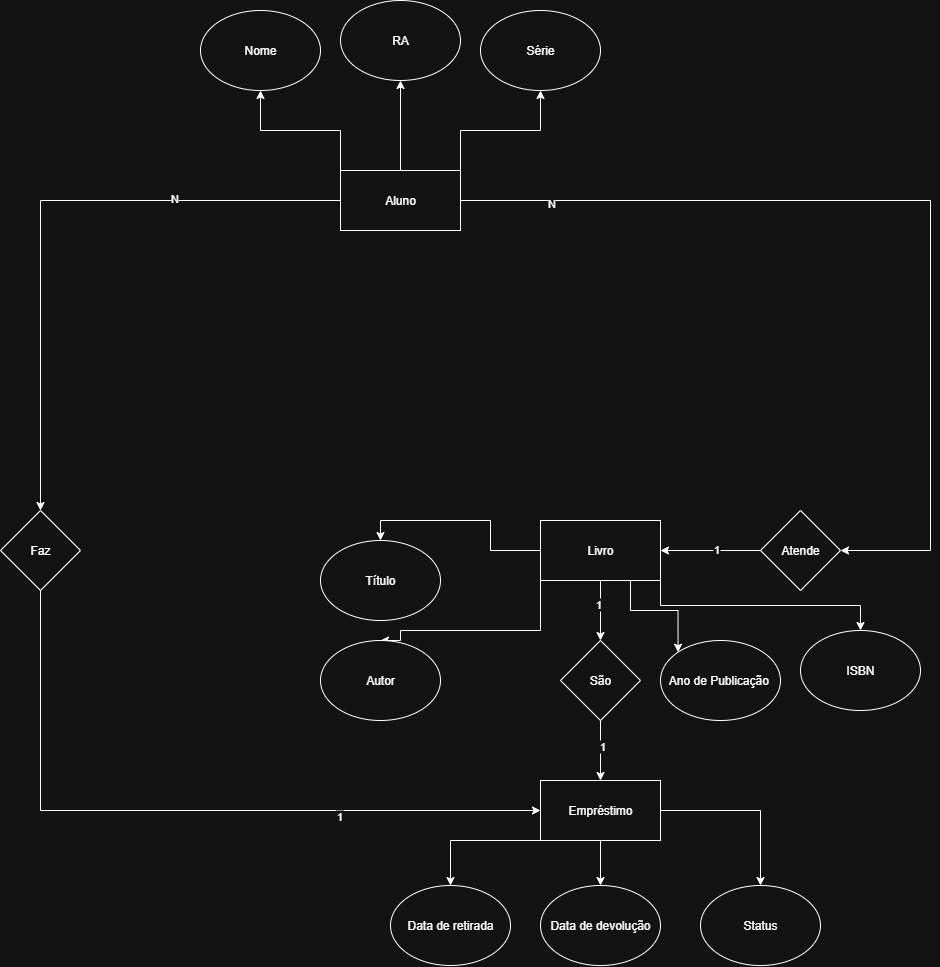 Nome
RA
Série
Aluno
N
N
Faz
Título
Livro
1
Atende
1
Autor
São
Ano de Publicação
ISBN
1
Empréstimo
1
Data de retirada
Data de devolução
Status